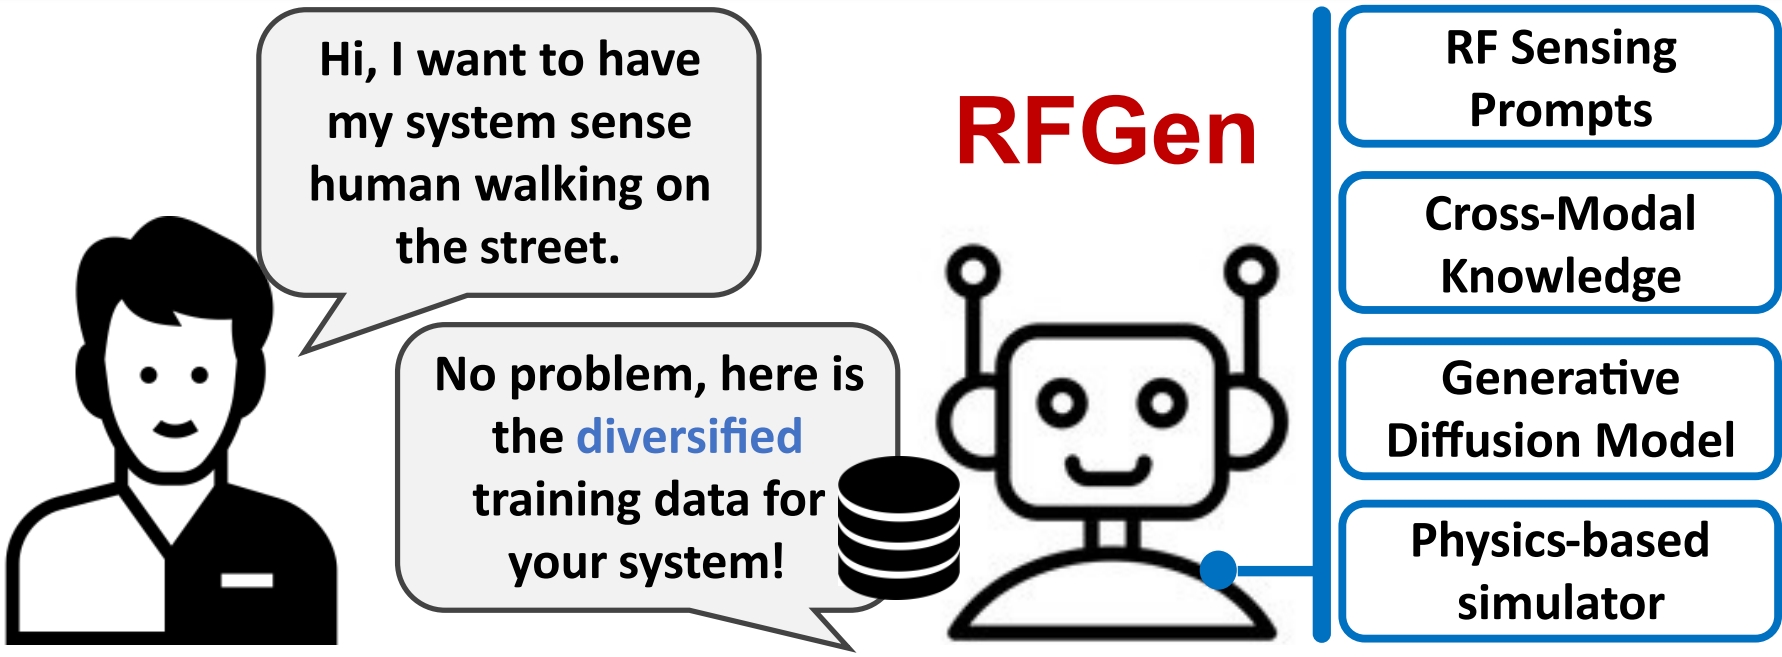 Hi, I want to have
my system sense
human walking on
the street.
No problem, here is
the diversified
training data for
your system!
RFGen
RF Sensing
Prompts
Cross-Modal
Knowledge
Generative
Diffusion Model
Physics-based
simulator